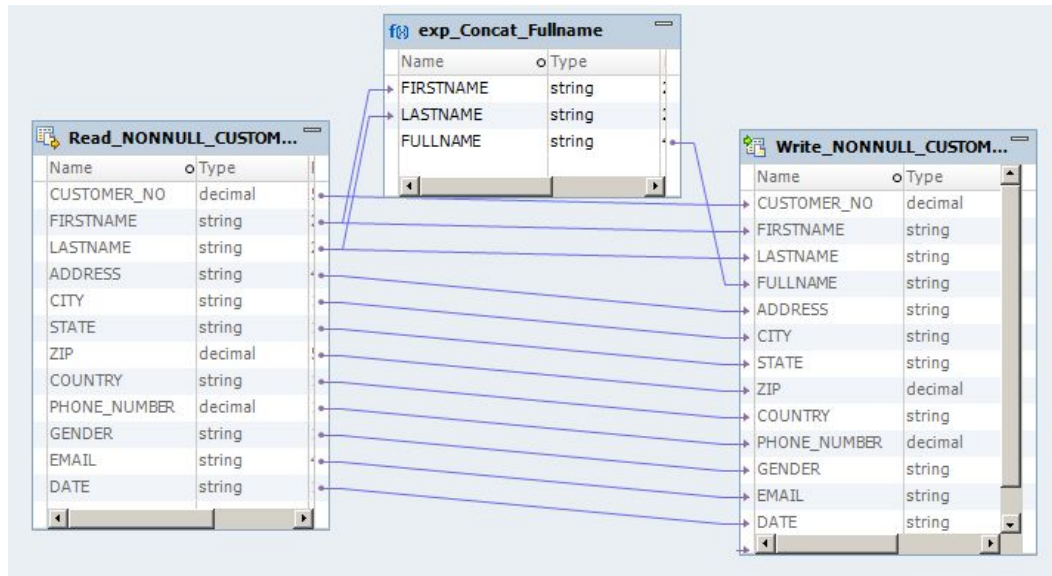 f(x) exp_Concat_Fullname
Name Type
FIRSTNAME string
LASTNAME string
FULLNAME string
Read_NONNULL_CUSTOM...
Name Type
CUSTOMER_NO decimal
FIRSTNAME string
LASTNAME string
ADDRESS string
CITY string
STATE string
ZIP decimal
COUNTRY string
PHONE_NUMBER decimal
GENDER string
EMAIL string
DATE string
Write_NONNULL_CUSTOM...
Name Type
CUSTOMER_NO decimal
FIRSTNAME string
LASTNAME string
FULLNAME string
ADDRESS string
CITY string
STATE string
ZIP decimal
COUNTRY string
PHONE_NUMBER decimal
GENDER string
EMAIL string
DATE string